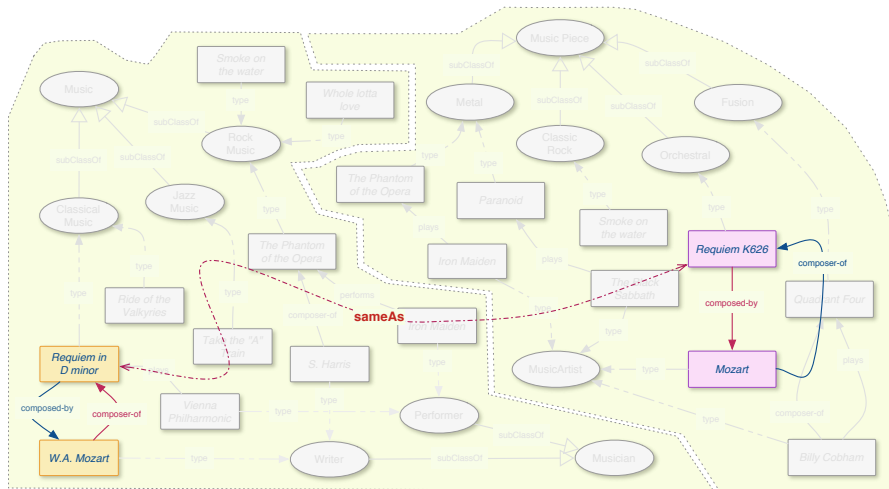 Music Piece
Smoke on
the water
subClassOf
subClassOf
Music
type
Whole lotta
love
Metal
subClassOf
subClassOf
Fusion
subClassOf
type
Rock
Music
Classic
Rock
subClassOf
subClassOf
type
Orchestral
The Phantom
of the Opera
type
type
Jazz
Music
Paranoid
type
Classical
Music
type
Smoke on
the water
type
type
plays
The Phantom
of the Opera
Requiem K626
type
type
Iron Maiden
plays
composer-of
type
The Black
Sabbath
Ride of the
Valkyries
performs
composed-by
Quadrant Four
composer-of
sameAs
Iron Maiden
type
Take the "A"
Train
type
Requiem in
D minor
S. Harris
type
MusicArtist
type
Mozart
plays
type
composed-by
composer-of
Vienna
Philharmonic
type
Performer
type
composer-of
type
subClassOf
W.A. Mozart
type
Writer
subClassOf
Musician
Billy Cobham